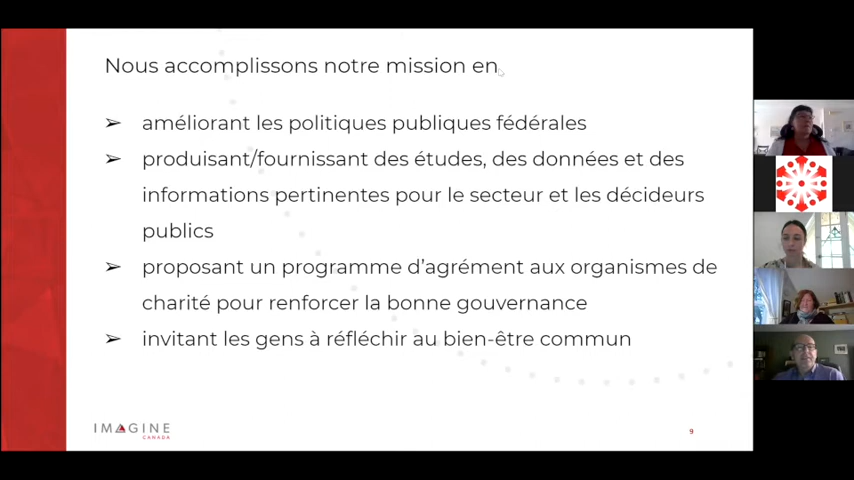 Nous accomplissons notre mission en
➢ améliorant les politiques publiques fédérales
➢ produisant/fournissant des études, des données et des
informations pertinentes pour le secteur et les décideurs
publics
➢ proposant un programme d’agrément aux organismes de
charité pour renforcer la bonne gouvernance
➢ invitant les gens à réfléchir au bien-être commun
IMAGINE
CANADA
9